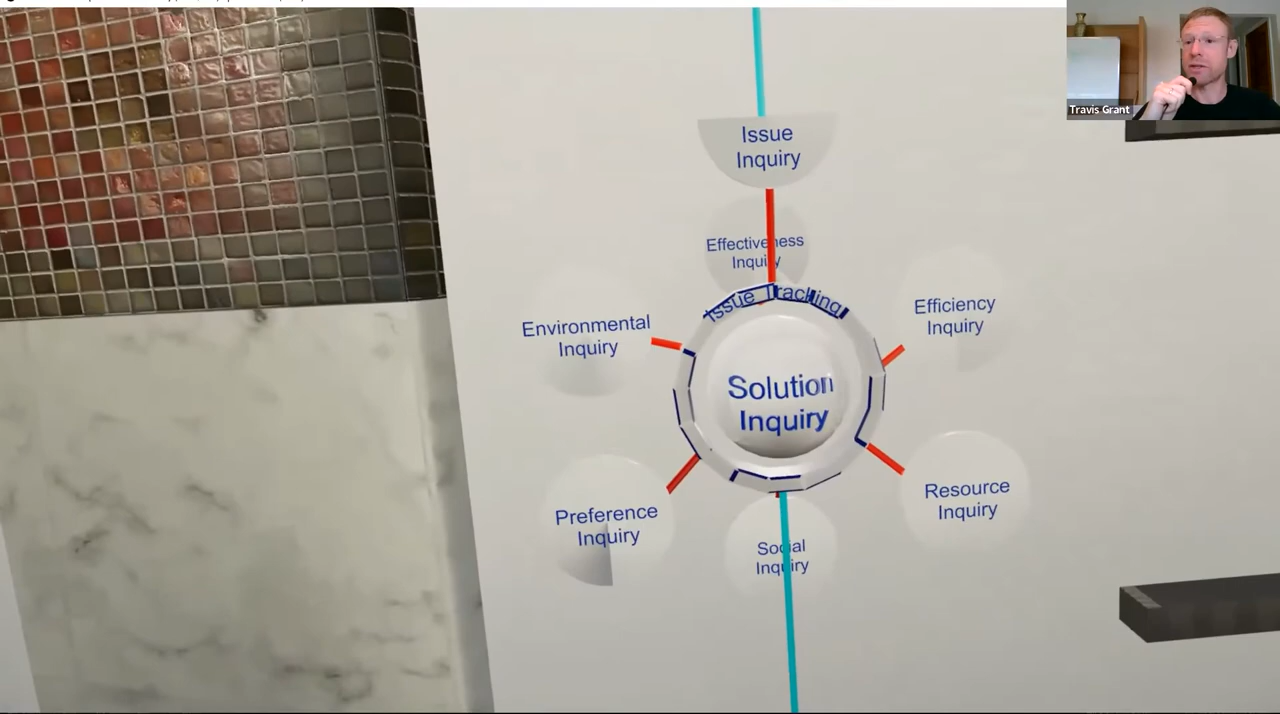 Travis Grant
Issue
Inquiry
Effectiveness
Inquiry
Issue Tracking
Efficiency
Inquiry
Environmental
Inquiry
Solution
Inquiry
Resource
Inquiry
Preference
Inquiry
Social
Inquiry